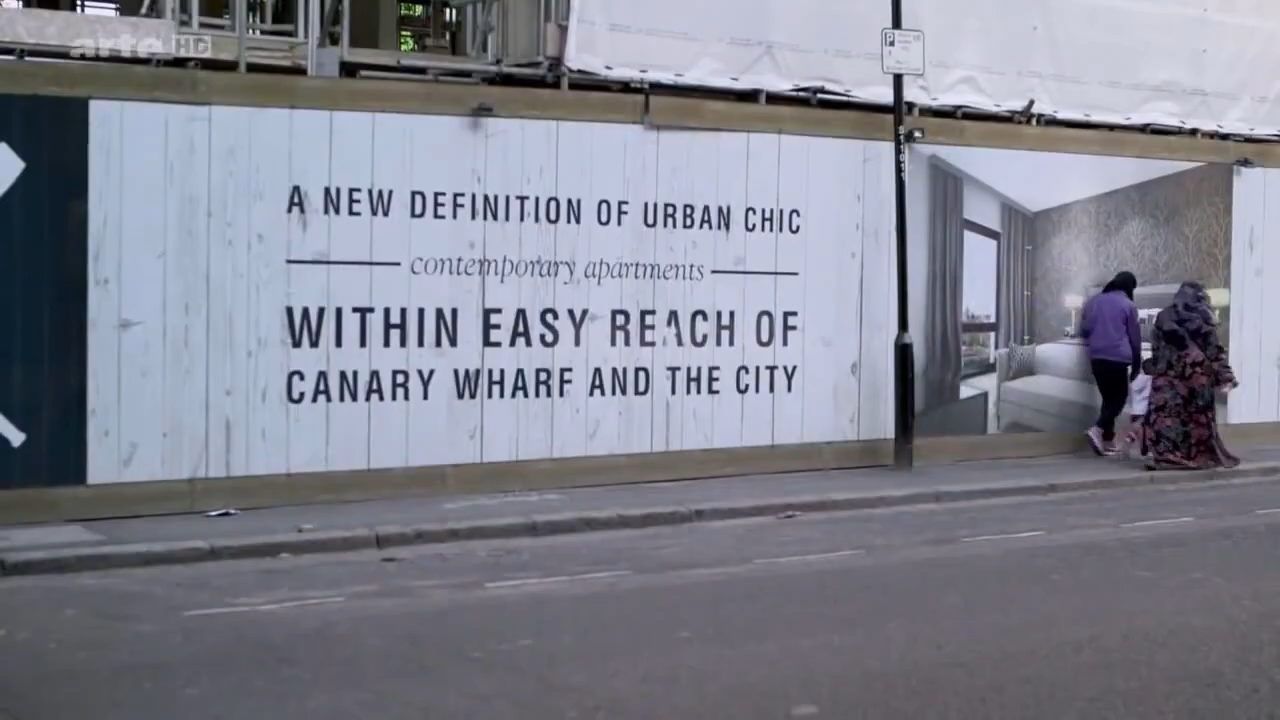 arte HD
P
A NEW DEFINITION OF URBAN CHIC
contemporary apartments
WITHIN EASY REACH OF
CANARY WHARF AND THE CITY